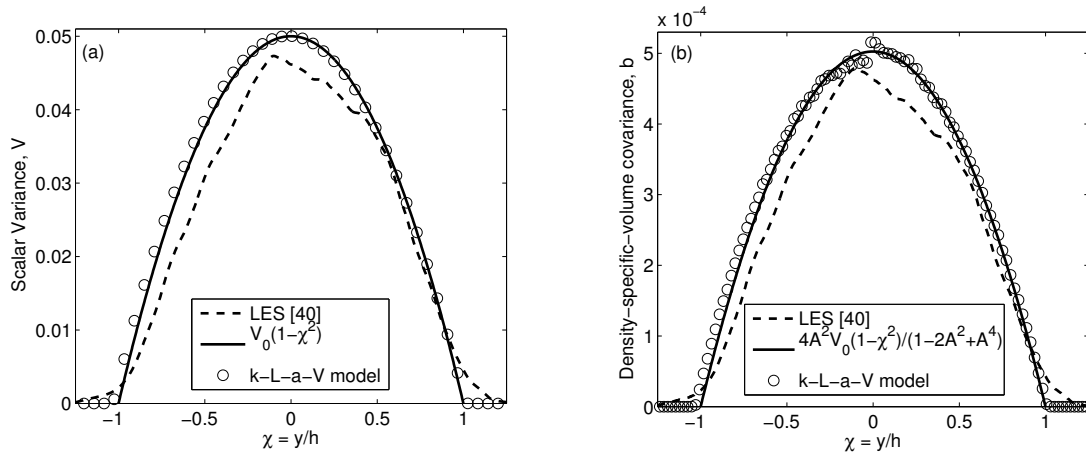 (a)
0.05
0.04
0.03
0.02
0.01
0
Scalar Variance, V
LES [40]
V₀(1−χ²)
k−L−a−V model
−1 −0.5 0 0.5 1
χ = y/h
x 10⁻⁴
(b)
5
4
3
2
1
0
Density−specific−volume covariance, b
LES [40]
4A²V₀(1−χ²)/(1−2A²+A⁴)
k−L−a−V model
−1 −0.5 0 0.5 1
χ = y/h